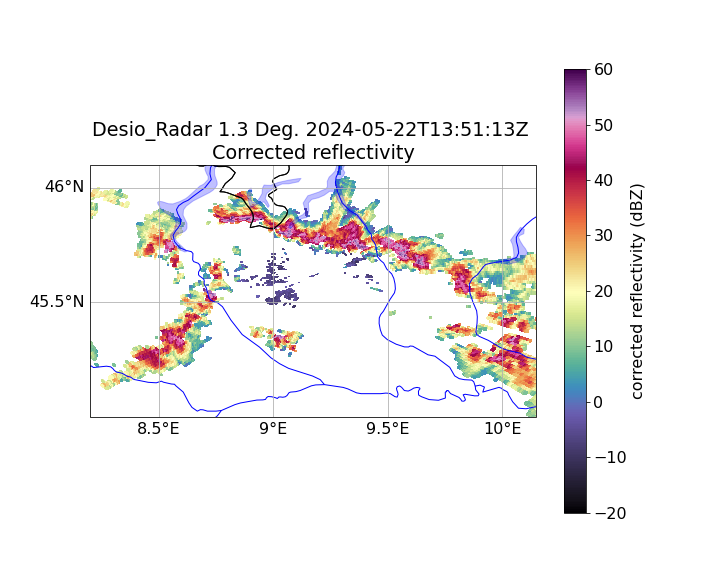 Desio_Radar 1.3 Deg. 2024-05-22T13:51:13Z
Corrected reflectivity
46°N
45.5°N
8.5°E
9°E
9.5°E
10°E
60
50
40
30
20
10
0
−10
−20
corrected reflectivity (dBZ)